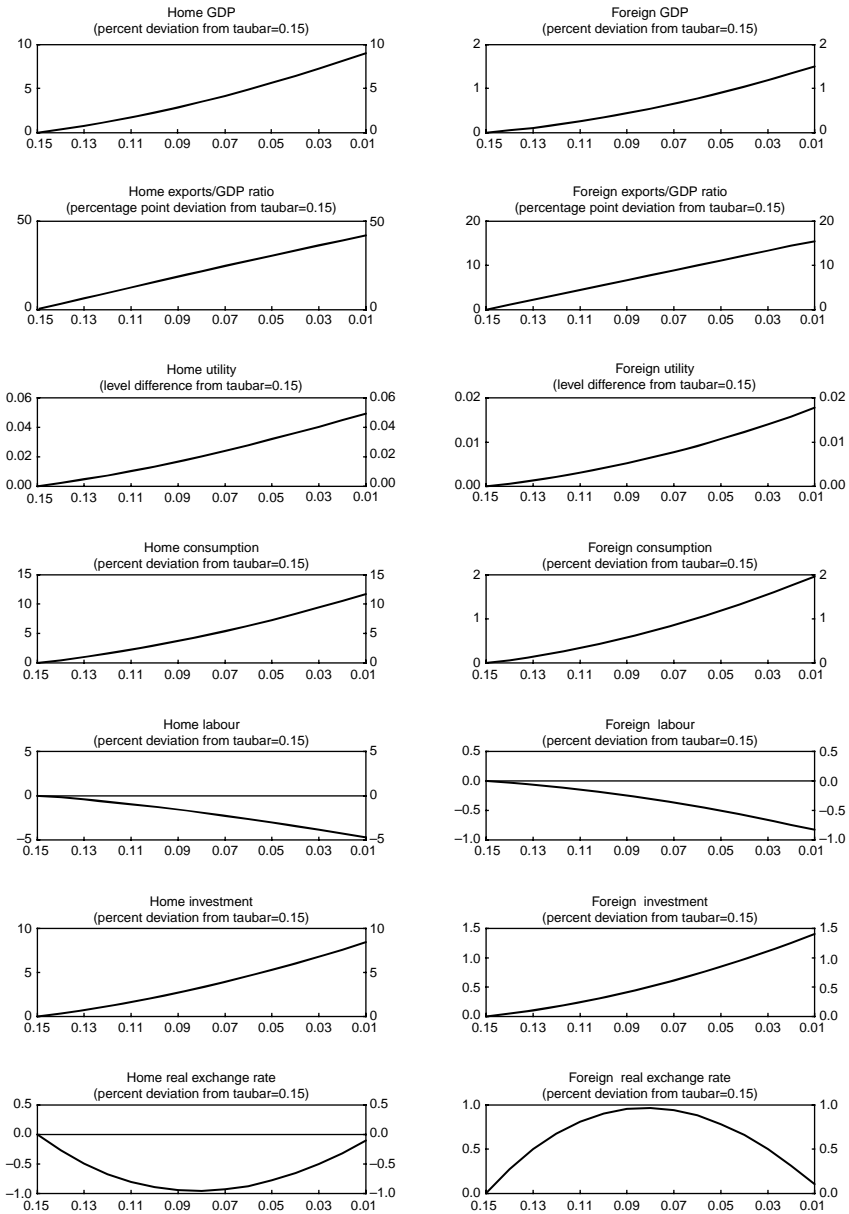 Home GDP
(percent deviation from taubar=0.15)
10 10
5 5
0 0
0.15 0.13 0.11 0.09 0.07 0.05 0.03 0.01
Foreign GDP
(percent deviation from taubar=0.15)
2 2
1 1
0 0
0.15 0.13 0.11 0.09 0.07 0.05 0.03 0.01
Home exports/GDP ratio
(percentage point deviation from taubar=0.15)
50 50
0 0
0.15 0.13 0.11 0.09 0.07 0.05 0.03 0.01
Foreign exports/GDP ratio
(percentage point deviation from taubar=0.15)
20 20
10 10
0 0
0.15 0.13 0.11 0.09 0.07 0.05 0.03 0.01
Home utility
(level difference from taubar=0.15)
0.06 0.06
0.04 0.04
0.02 0.02
0.00 0.00
0.15 0.13 0.11 0.09 0.07 0.05 0.03 0.01
Foreign utility
(level difference from taubar=0.15)
0.02 0.02
0.01 0.01
0.00 0.00
0.15 0.13 0.11 0.09 0.07 0.05 0.03 0.01
Home consumption
(percent deviation from taubar=0.15)
15 15
10 10
5 5
0 0
0.15 0.13 0.11 0.09 0.07 0.05 0.03 0.01
Foreign consumption
(percent deviation from taubar=0.15)
2 2
1 1
0 0
0.15 0.13 0.11 0.09 0.07 0.05 0.03 0.01
Home labour
(percent deviation from taubar=0.15)
5 5
0 0
−5 −5
0.15 0.13 0.11 0.09 0.07 0.05 0.03 0.01
Foreign labour
(percent deviation from taubar=0.15)
0.5 0.5
0.0 0.0
−0.5 −0.5
−1.0 −1.0
0.15 0.13 0.11 0.09 0.07 0.05 0.03 0.01
Home investment
(percent deviation from taubar=0.15)
10 10
5 5
0 0
0.15 0.13 0.11 0.09 0.07 0.05 0.03 0.01
Foreign investment
(percent deviation from taubar=0.15)
1.5 1.5
1.0 1.0
0.5 0.5
0.0 0.0
0.15 0.13 0.11 0.09 0.07 0.05 0.03 0.01
Home real exchange rate
(percent deviation from taubar=0.15)
0.5 0.5
0.0 0.0
−0.5 −0.5
−1.0 −1.0
0.15 0.13 0.11 0.09 0.07 0.05 0.03 0.01
Foreign real exchange rate
(percent deviation from taubar=0.15)
1.0 1.0
0.5 0.5
0.0 0.0
0.15 0.13 0.11 0.09 0.07 0.05 0.03 0.01